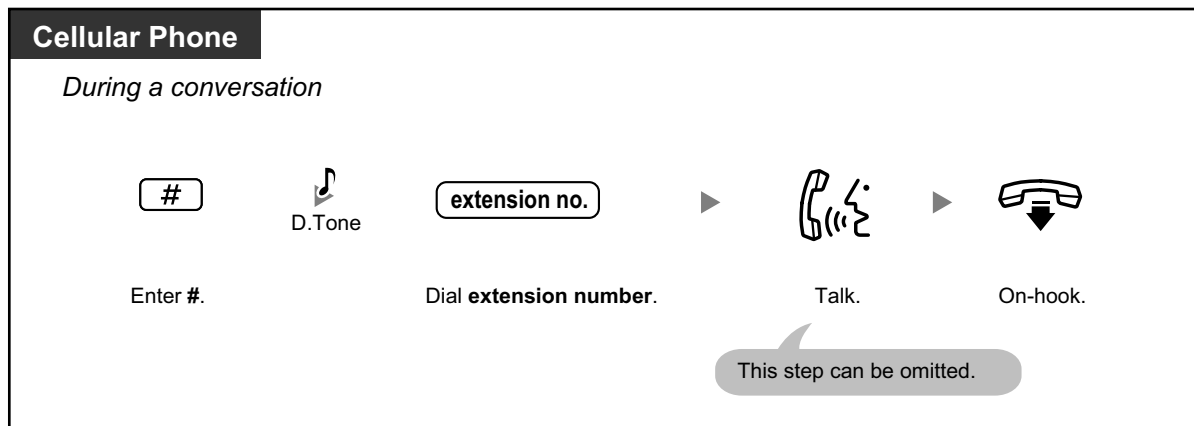 Cellular Phone
During a conversation
# extension no.
D.Tone
Enter #. Dial extension number. Talk. On-hook.
This step can be omitted.